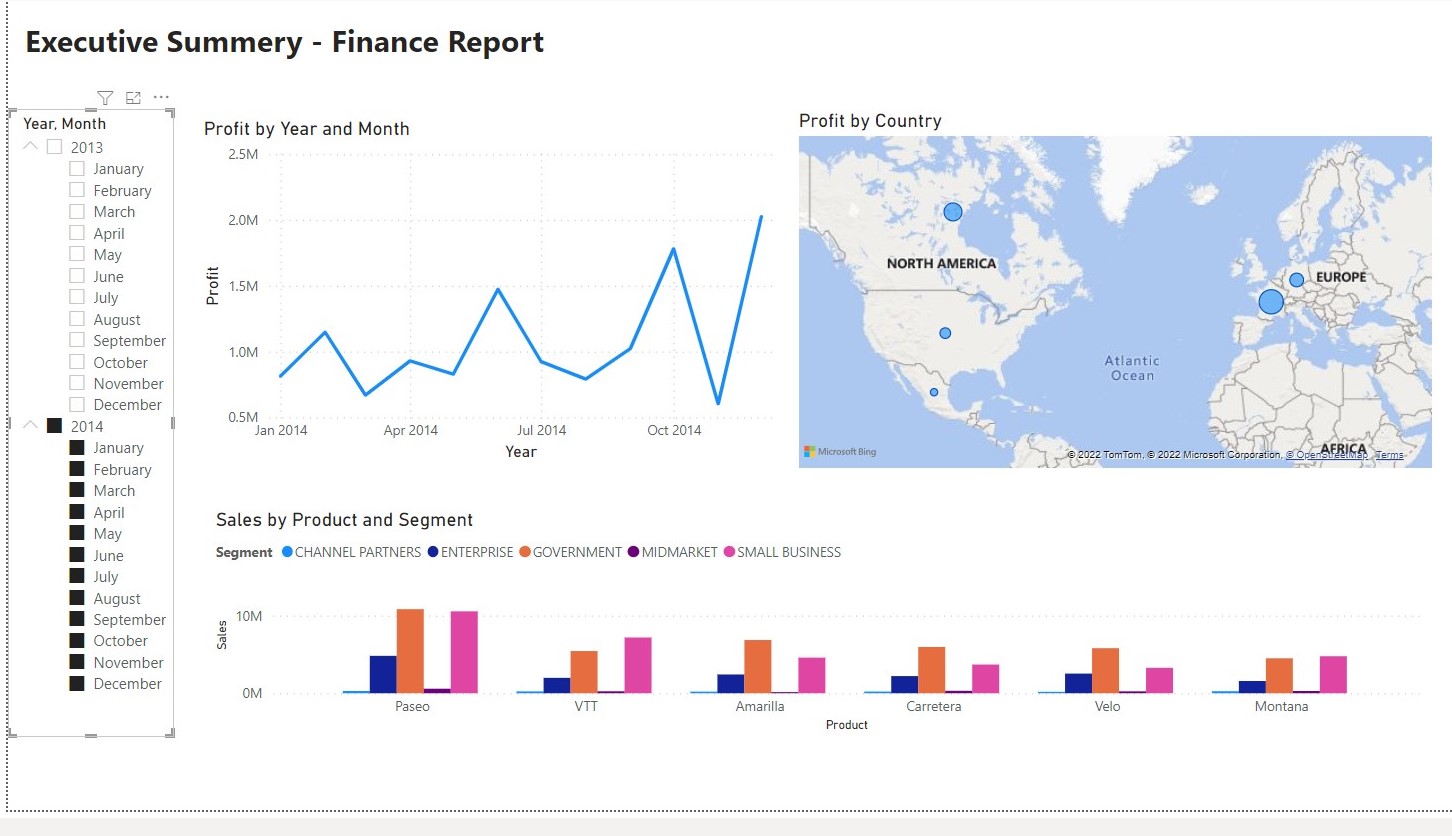 Executive Summery - Finance Report
Year, Month
2013
January
February
March
April
May
June
July
August
September
October
November
December
2014
January
February
March
April
May
June
July
August
September
October
November
December
Profit by Year and Month
2.5M
2.0M
1.5M
1.0M
0.5M
Profit
Jan 2014 Apr 2014 Jul 2014 Oct 2014
Year
Profit by Country
NORTH AMERICA
EUROPE
Atlantic
Ocean
AFRICA
Microsoft Bing
© 2022 TomTom, © 2022 Microsoft Corporation, © OpenStreetMap Terms
Sales by Product and Segment
Segment CHANNEL PARTNERS ENTERPRISE GOVERNMENT MIDMARKET SMALL BUSINESS
10M
0M
Sales
Paseo VTT Amarilla Carretera Velo Montana
Product